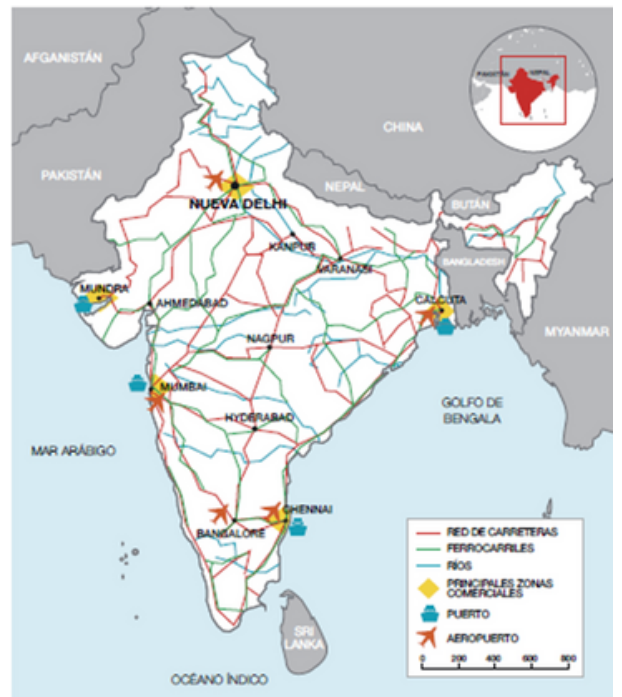 AFGANISTÁN
PAKISTÁN
NEPAL
CHINA
PAKISTÁN
NEPAL
BUTÁN
NUEVA DELHI
KANPUR
VARANASI
BANGLADESH
MUNDRA
AHMEDABAD
CALCUTA
MYANMAR
NAGPUR
MUMBAI
GOLFO DE
BENGALA
HYDERABAD
MAR ARÁBIGO
CHENNAI
BANGALORE
RED DE CARRETERAS
FERROCARRILES
RÍOS
PRINCIPALES ZONAS
COMERCIALES
PUERTO
AEROPUERTO
0 200 400 600 800
SRI
LANKA
OCÉANO ÍNDICO